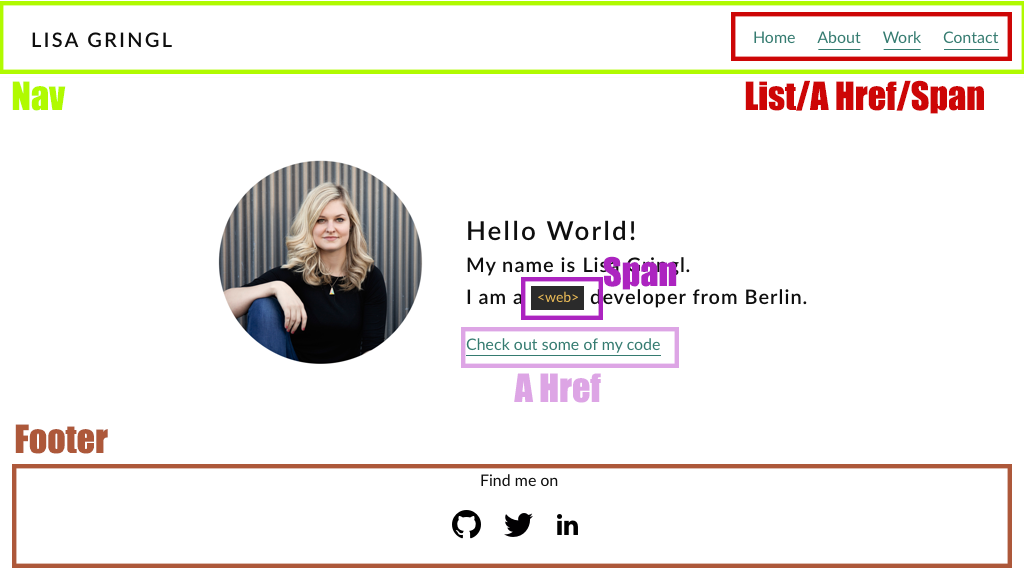 LISA GRINGL
Home About Work Contact
Nav
List/A Href/Span
Hello World!
My name is Lisa Gringl.
Span
I am a <web> developer from Berlin.
Check out some of my code
A Href
Footer
Find me on
in